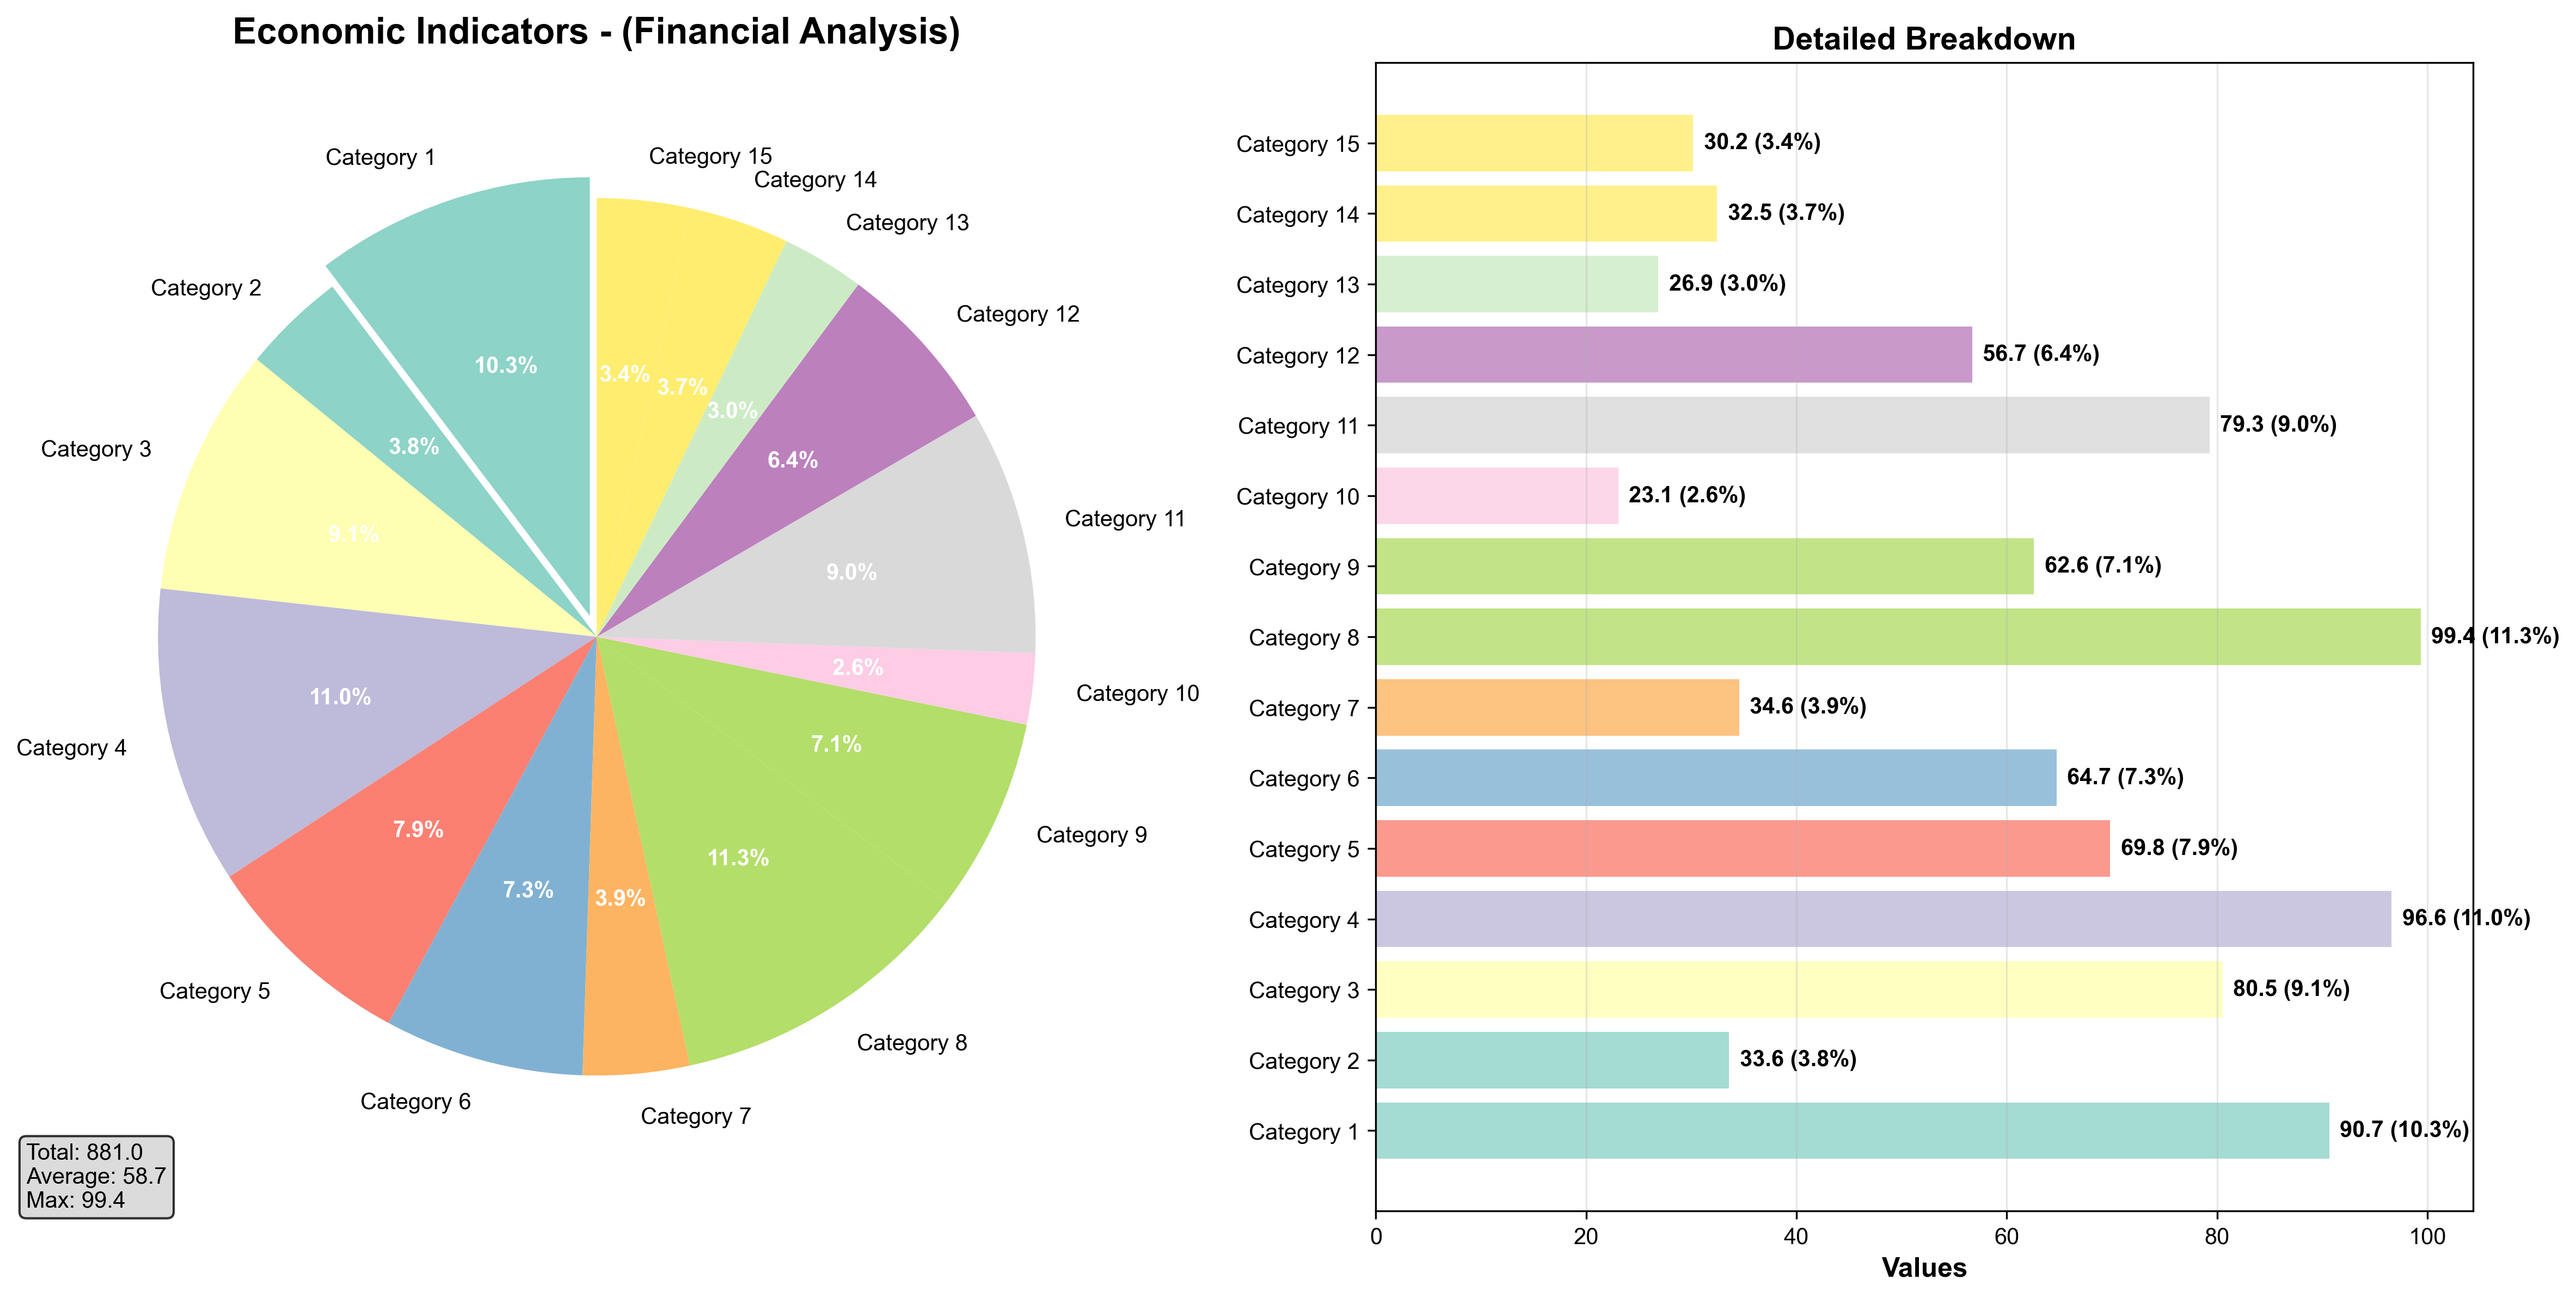 Economic Indicators - (Financial Analysis)
Category 1
Category 2
Category 3
Category 4
Category 5
Category 6
Category 7
Category 8
Category 9
Category 10
Category 11
Category 12
Category 13
Category 14
Category 15
10.3%
3.8%
9.1%
11.0%
7.9%
7.3%
3.9%
11.3%
7.1%
2.6%
9.0%
6.4%
3.0%
3.7%
3.4%
Total: 881.0
Average: 58.7
Max: 99.4
Detailed Breakdown
Category 15 30.2 (3.4%)
Category 14 32.5 (3.7%)
Category 13 26.9 (3.0%)
Category 12 56.7 (6.4%)
Category 11 79.3 (9.0%)
Category 10 23.1 (2.6%)
Category 9 62.6 (7.1%)
Category 8 99.4 (11.3%)
Category 7 34.6 (3.9%)
Category 6 64.7 (7.3%)
Category 5 69.8 (7.9%)
Category 4 96.6 (11.0%)
Category 3 80.5 (9.1%)
Category 2 33.6 (3.8%)
Category 1 90.7 (10.3%)
0 20 40 60 80 100
Values